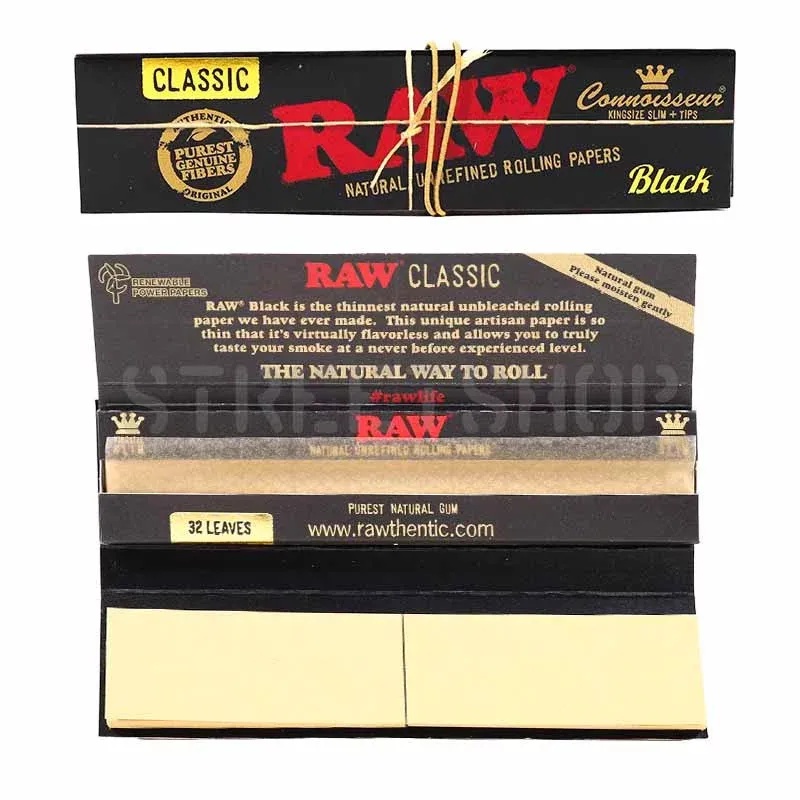 CLASSIC
AUTHENTIC
PUREST
GENUINE
FIBERS
ORIGINAL
RAW®
NATURAL UNREFINED ROLLING PAPERS
Connoisseur®
KINGSIZE SLIM + TIPS
Black
RENEWABLE
POWER PAPERS
RAW® CLASSIC
Natural gum
Please moisten gently
RAW® Black is the thinnest natural unbleached rolling
paper we have ever made. This unique artisan paper is so
thin that it's virtually flavorless and allows you to truly
taste your smoke at a never before experienced level.
THE NATURAL WAY TO ROLL™
#rawlife
STREETSHOP
RAW®
NATURAL UNREFINED ROLLING PAPERS
PUREST NATURAL GUM
32 LEAVES
www.rawthentic.com